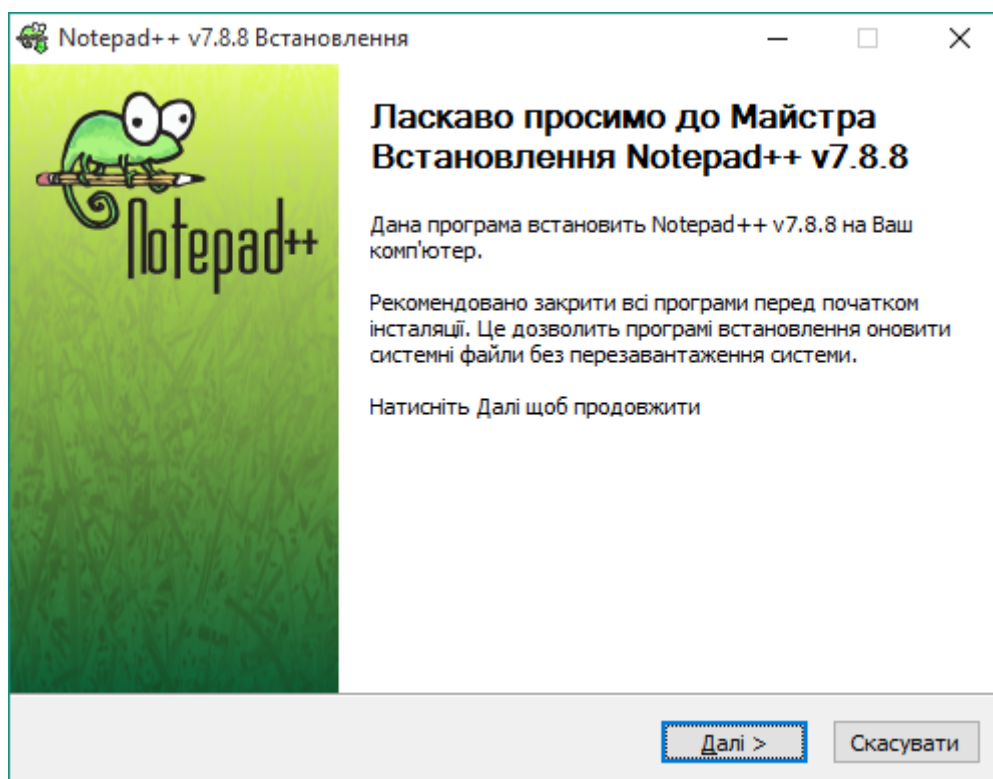 Notepad++ v7.8.8 Встановлення
Notepad++
Ласкаво просимо до Майстра
Встановлення Notepad++ v7.8.8
Дана програма встановить Notepad++ v7.8.8 на Ваш
комп'ютер.
Рекомендовано закрити всі програми перед початком
інсталяції. Це дозволить програмі встановлення оновити
системні файли без перезавантаження системи.
Натисніть Далі щоб продовжити
Далі >
Скасувати